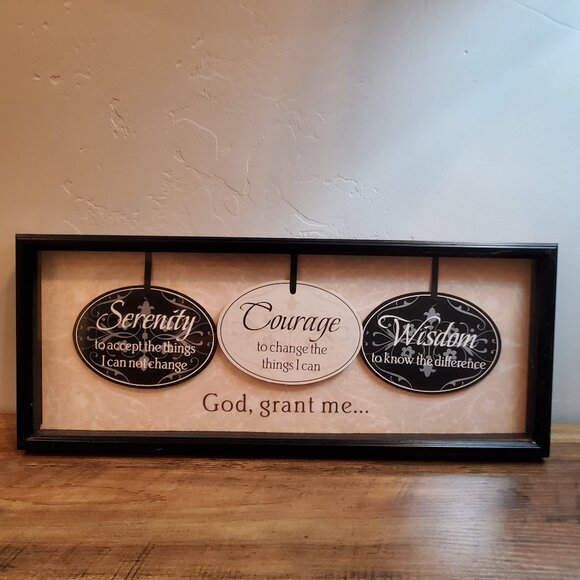 Serenity
to accept the things
I can not change
Courage
to change the
things I can
Wisdom
to know the difference
God, grant me...